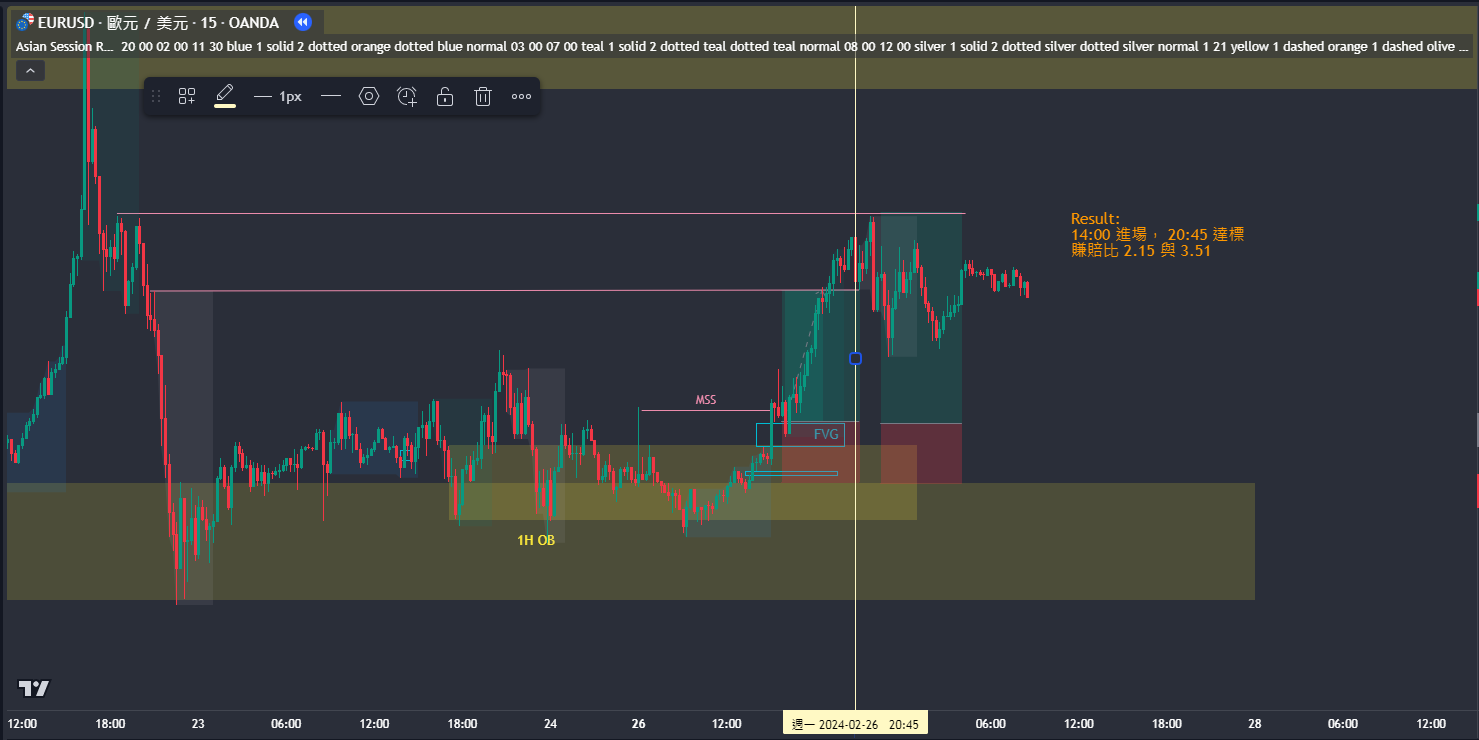 EURUSD · 歐元 / 美元 · 15 · OANDA
Asian Session R... 20 00 02 00 11 30 blue 1 solid 2 dotted orange dotted blue normal 03 00 07 00 teal 1 solid 2 dotted teal dotted teal normal 08 00 12 00 silver 1 solid 2 dotted silver dotted silver normal 1 21 yellow 1 dashed orange 1 dashed olive ...
1px
Result:
14:00 進場， 20:45 達標
賺賠比 2.15 與 3.51
MSS
FVG
1H OB
12:00 18:00 23 06:00 12:00 18:00 24 26 12:00 週一 2024-02-26 20:45 06:00 12:00 18:00 28 06:00 12:00